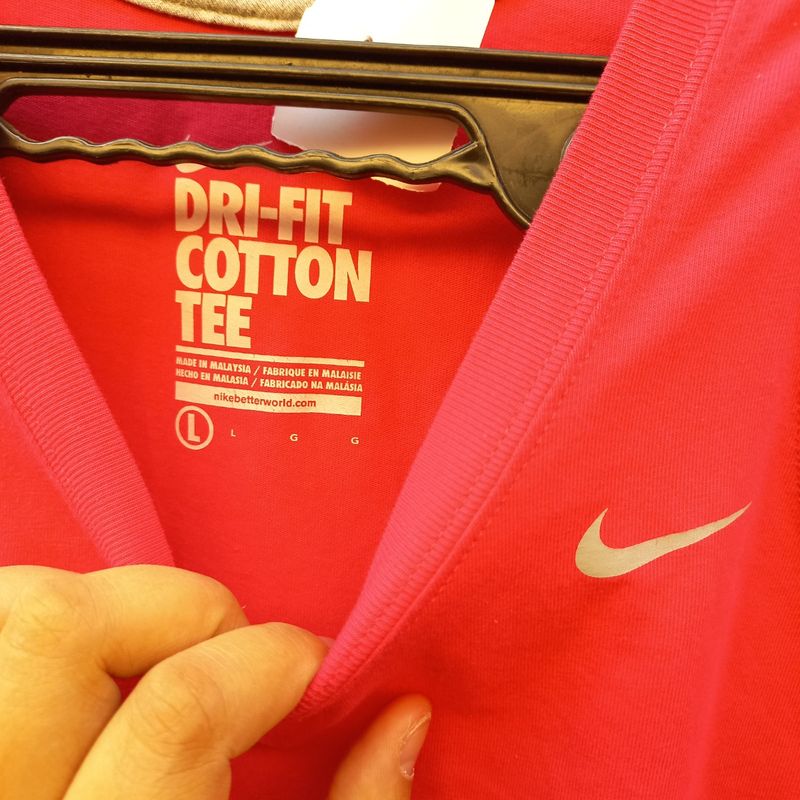 DRI-FIT
COTTON
TEE
MADE IN MALAYSIA / FABRIQUE EN MALAISIE
HECHO EN MALASIA / FABRICADO NA MALÁSIA
nikebetterworld.com
L L G G